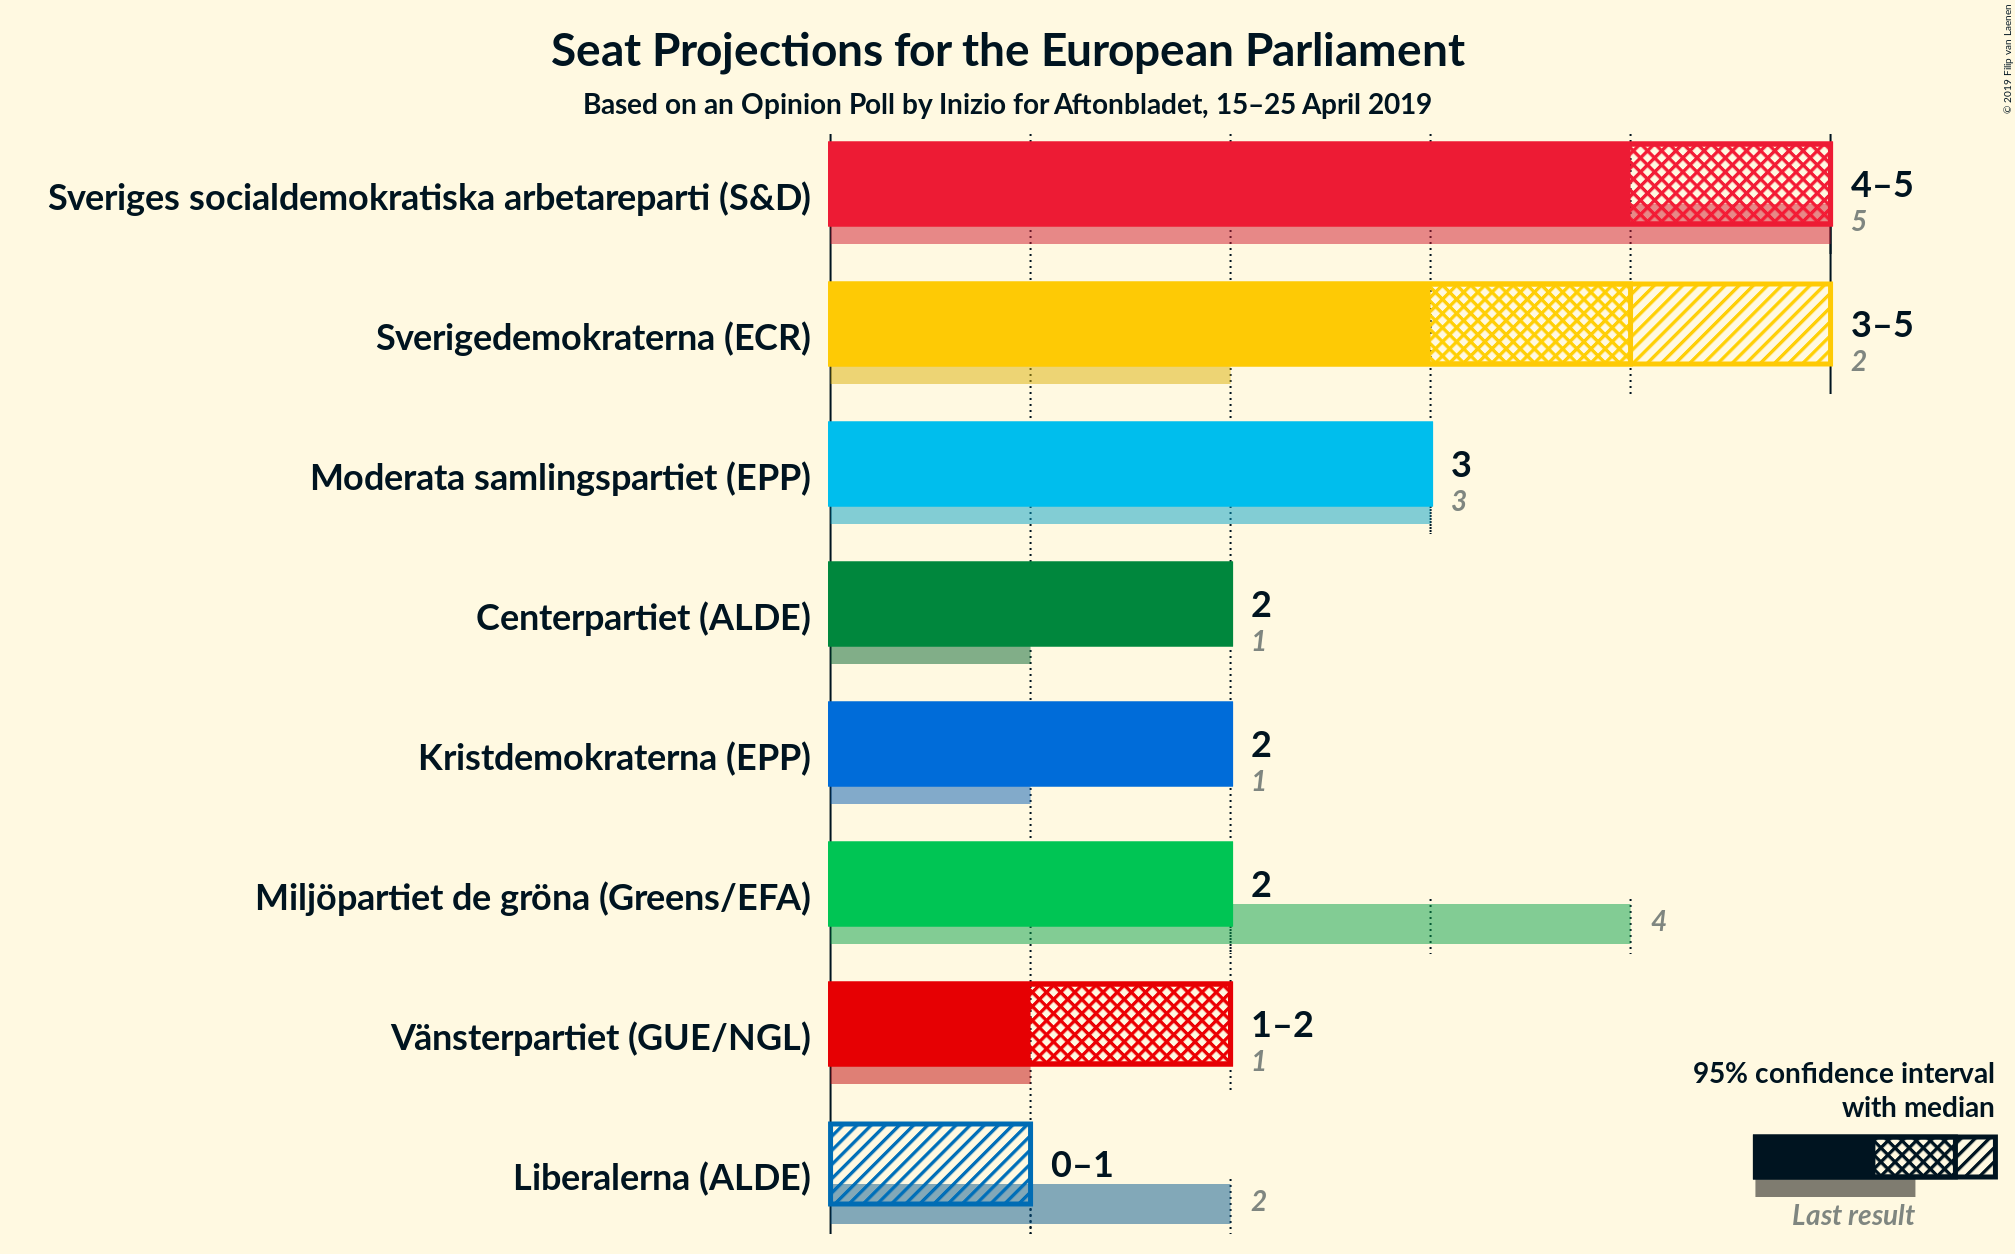 Seat Projections for the European Parliament
Based on an Opinion Poll by Inizio for Aftonbladet, 15–25 April 2019
© 2019 Filip van Laenen
Sveriges socialdemokratiska arbetareparti (S&D)
4–5
5
Sverigedemokraterna (ECR)
3–5
2
Moderata samlingspartiet (EPP)
3
3
Centerpartiet (ALDE)
2
1
Kristdemokraterna (EPP)
2
1
Miljöpartiet de gröna (Greens/EFA)
2
4
Vänsterpartiet (GUE/NGL)
1–2
1
Liberalerna (ALDE)
0–1
2
95% confidence interval
with median
Last result